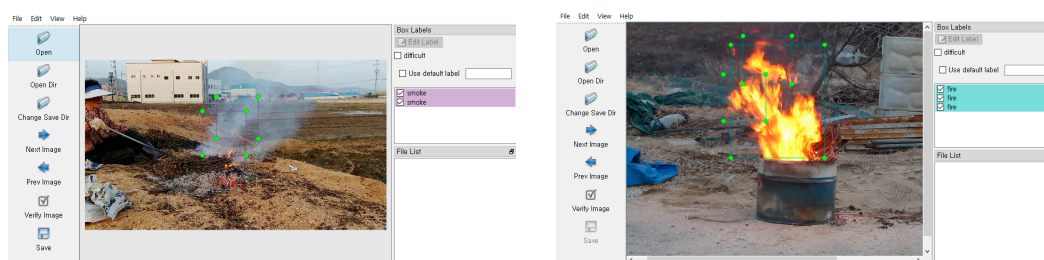 File Edit View Help
Open
Open Dir
Change Save Dir
Next Image
Prev Image
Verify Image
Save
Box Labels
Edit Label
difficult
Use default label
smoke
smoke
File List
File Edit View Help
Open
Open Dir
Change Save Dir
Next Image
Prev Image
Verify Image
Save
Box Labels
Edit Label
difficult
Use default label
fire
fire
fire
File List